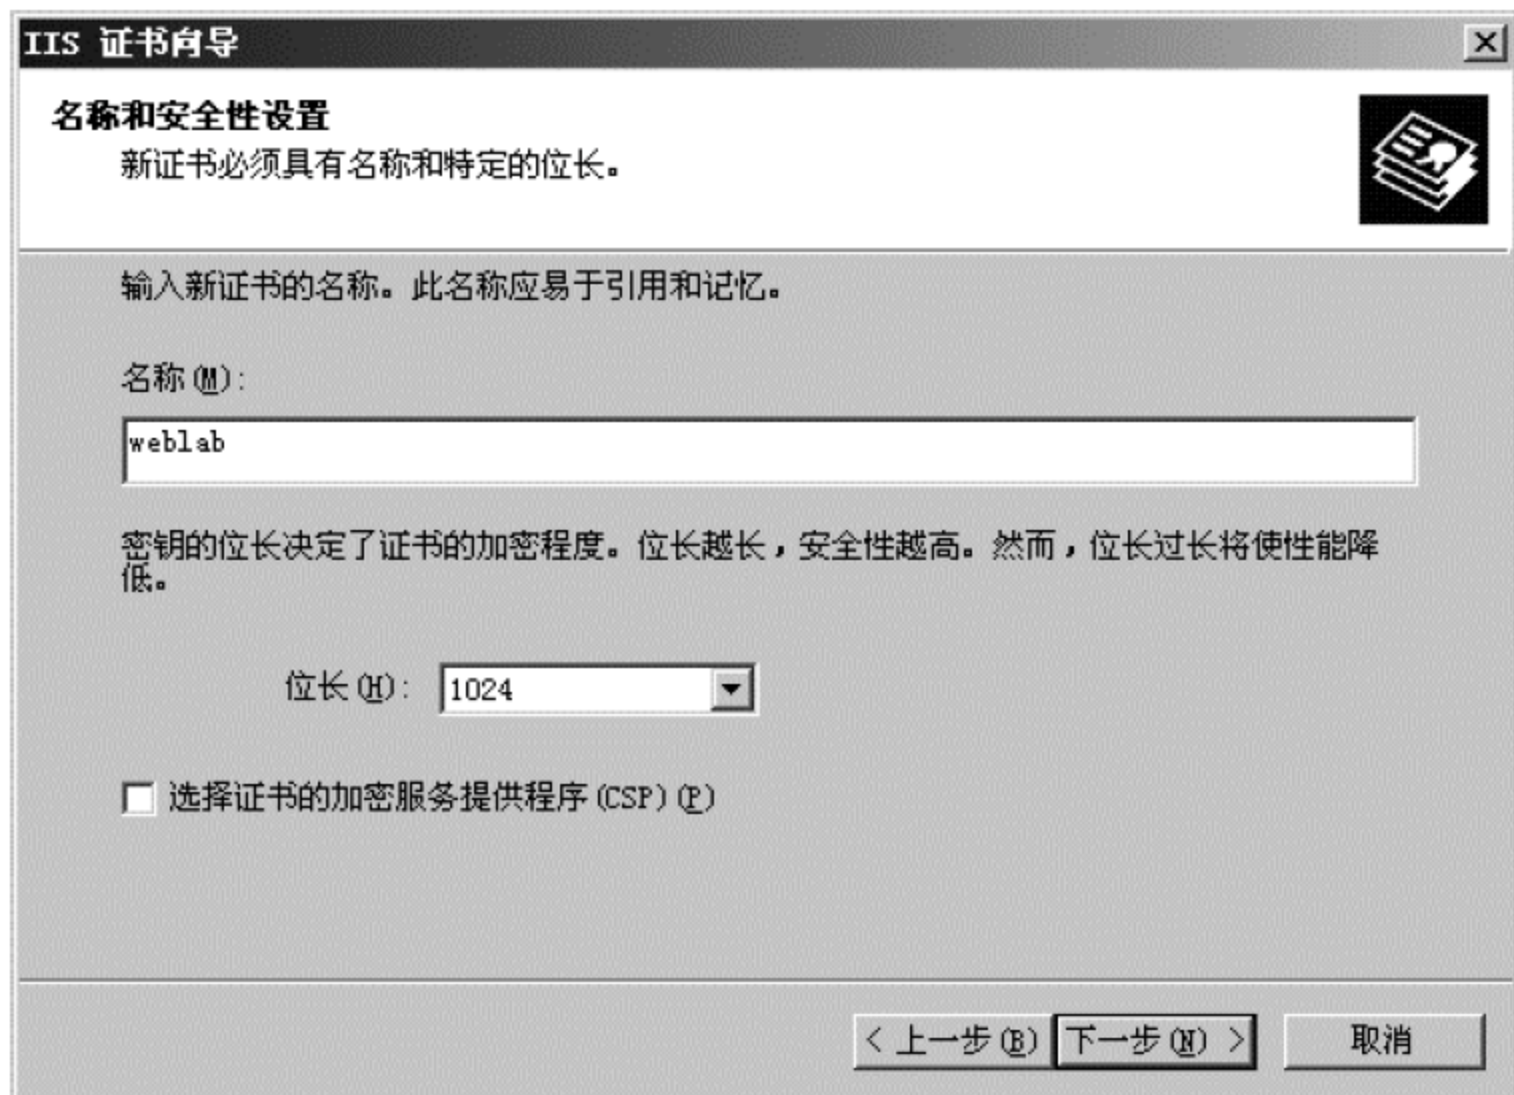 IIS 证书向导
名称和安全性设置
新证书必须具有名称和特定的位长。
输入新证书的名称。此名称应易于引用和记忆。
名称(M):
weblab
密钥的位长决定了证书的加密程度。位长越长，安全性越高。然而，位长过长将使性能降
低。
位长(H): 1024
选择证书的加密服务提供程序(CSP)(P)
< 上一步(B) 下一步(N) > 取消